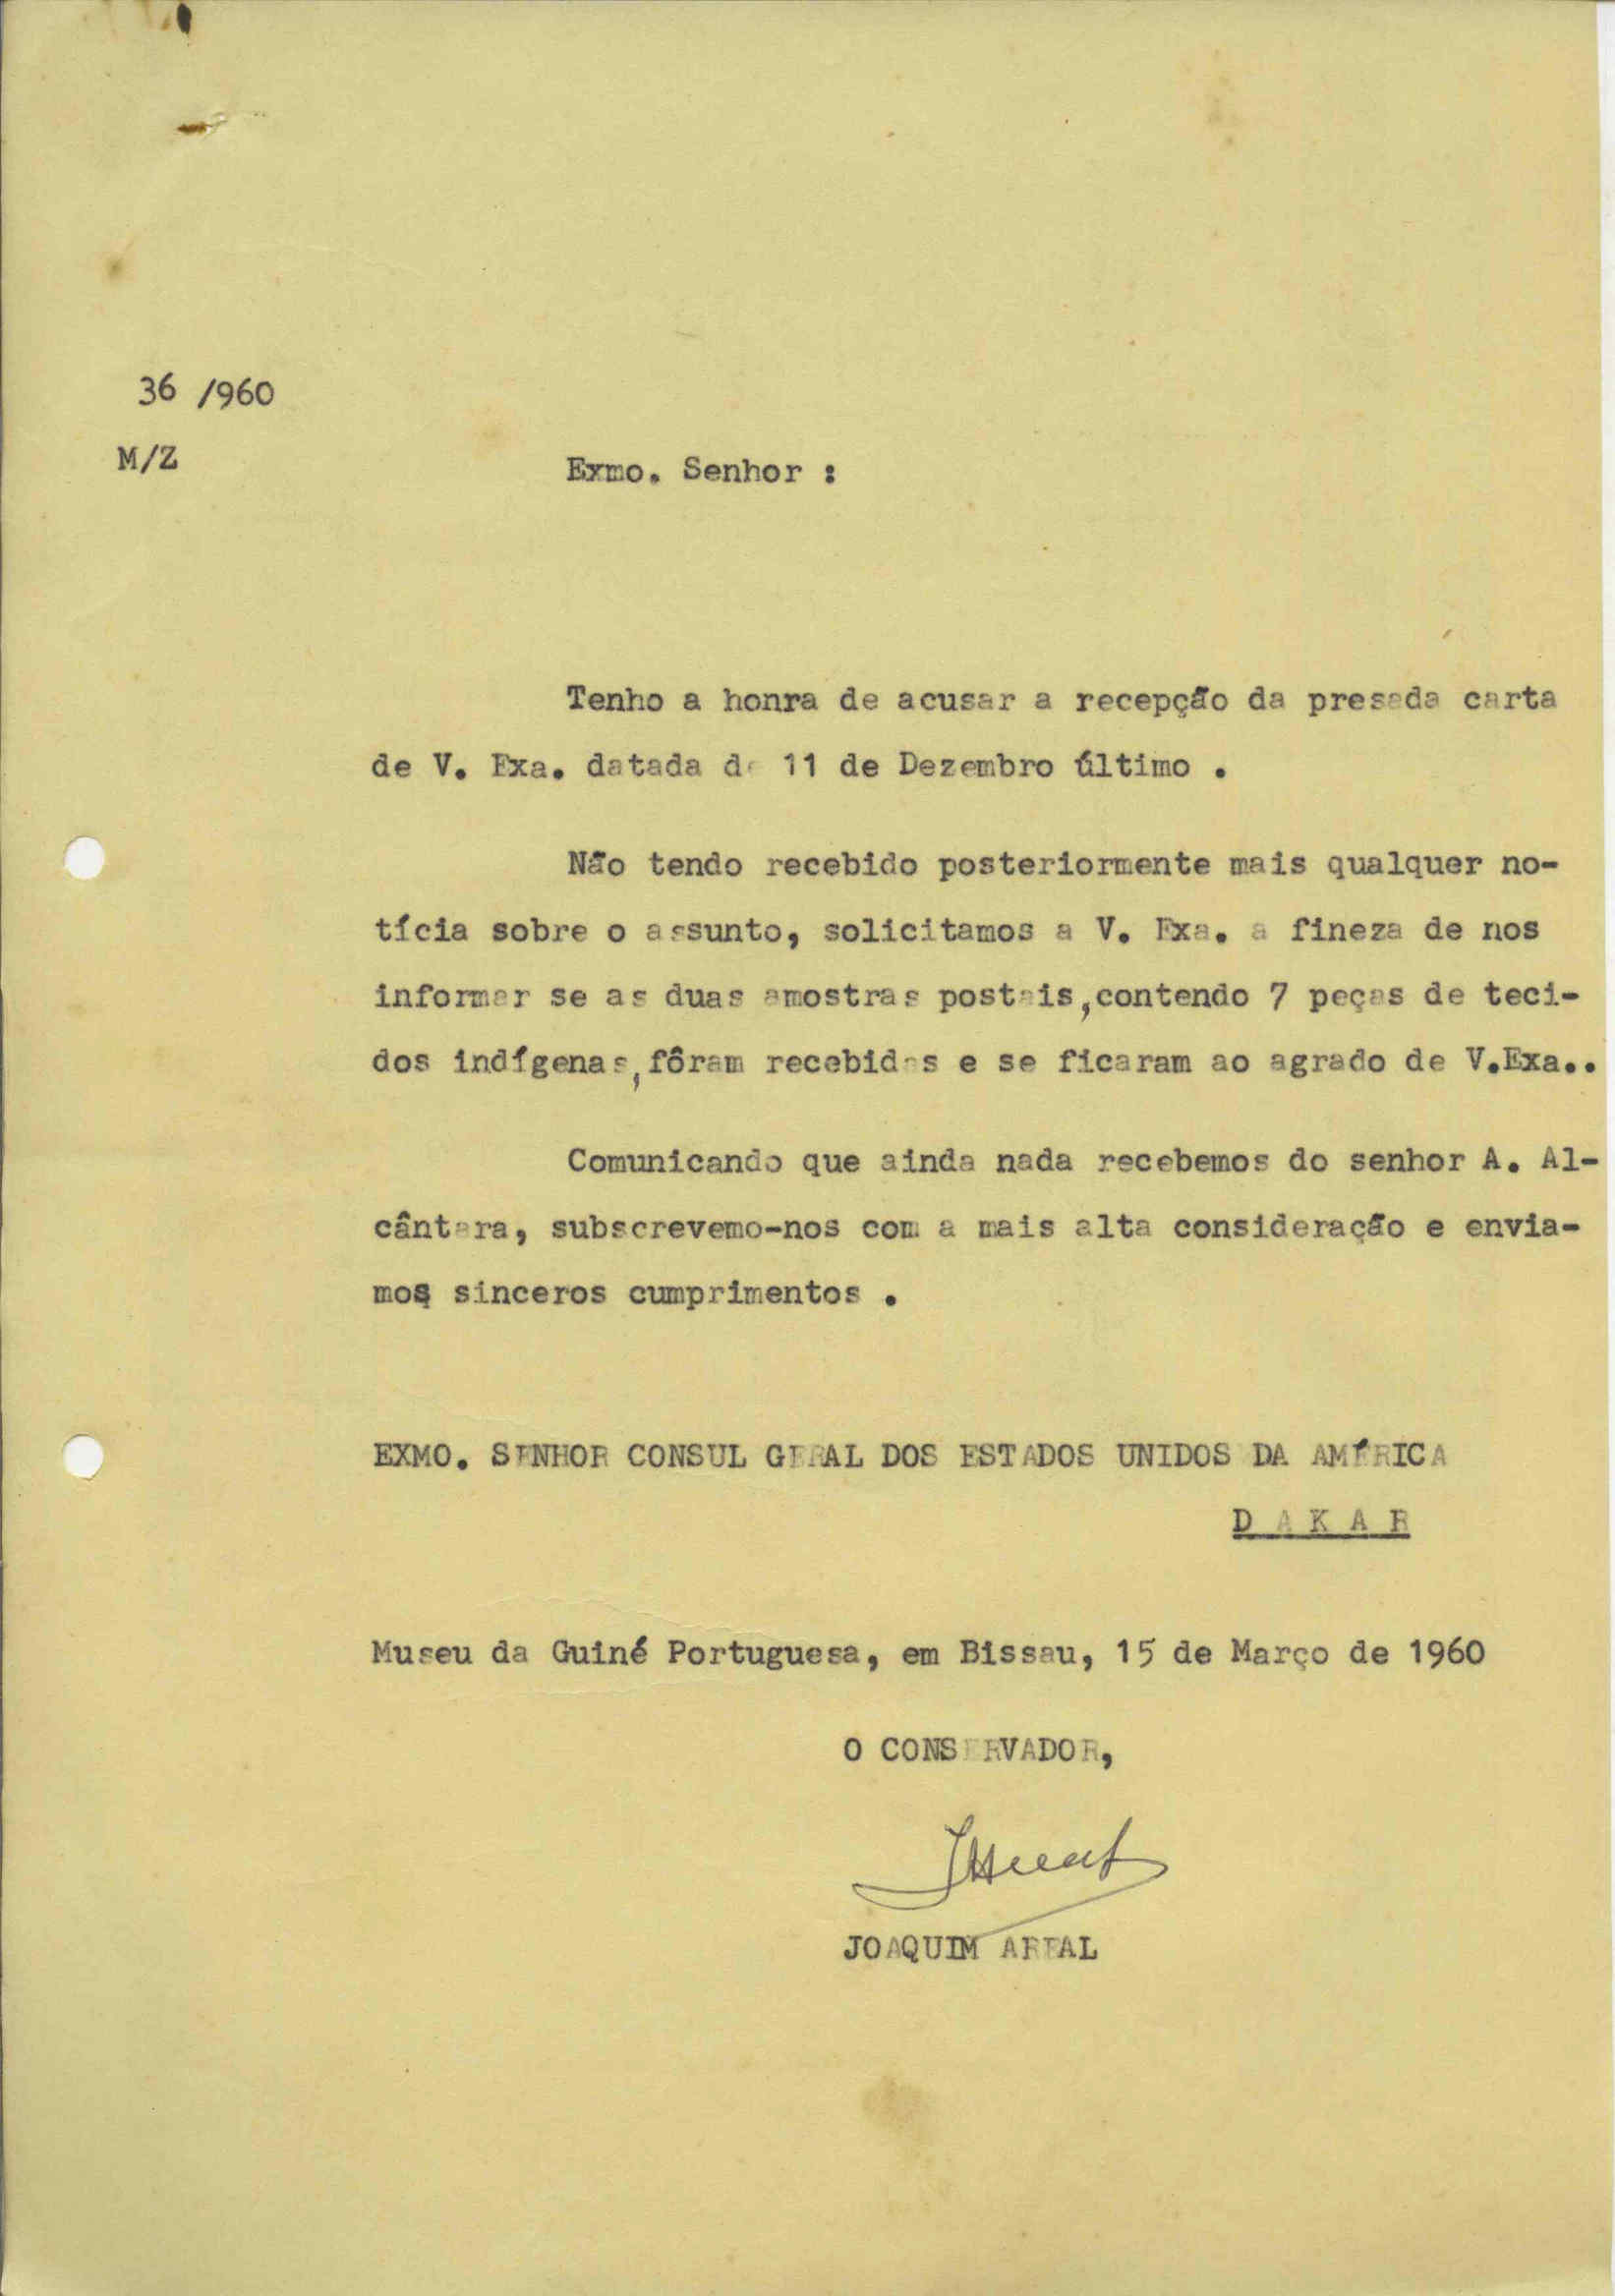 36 /960
M/Z
Exmo. Senhor :
Tenho a honra de acusar a recepção da presada carta
de V. Exa. datada de 11 de Dezembro último .
Não tendo recebido posteriormente mais qualquer no-
tícia sobre o assunto, solicitamos a V. Exa. a fineza de nos
informar se as duas amostras postais, contendo 7 peças de teci-
dos indígenas, fôram recebidas e se ficaram ao agrado de V.Exa..
Comunicando que ainda nada recebemos do senhor A. Al-
cântara, subscrevemo-nos com a mais alta consideração e envia-
mos sinceros cumprimentos .
EXMO. SENHOR CONSUL GERAL DOS ESTADOS UNIDOS DA AMÉRICA
D A K A R
Museu da Guiné Portuguesa, em Bissau, 15 de Março de 1960
O CONSERVADOR,
JOAQUIM AREAL